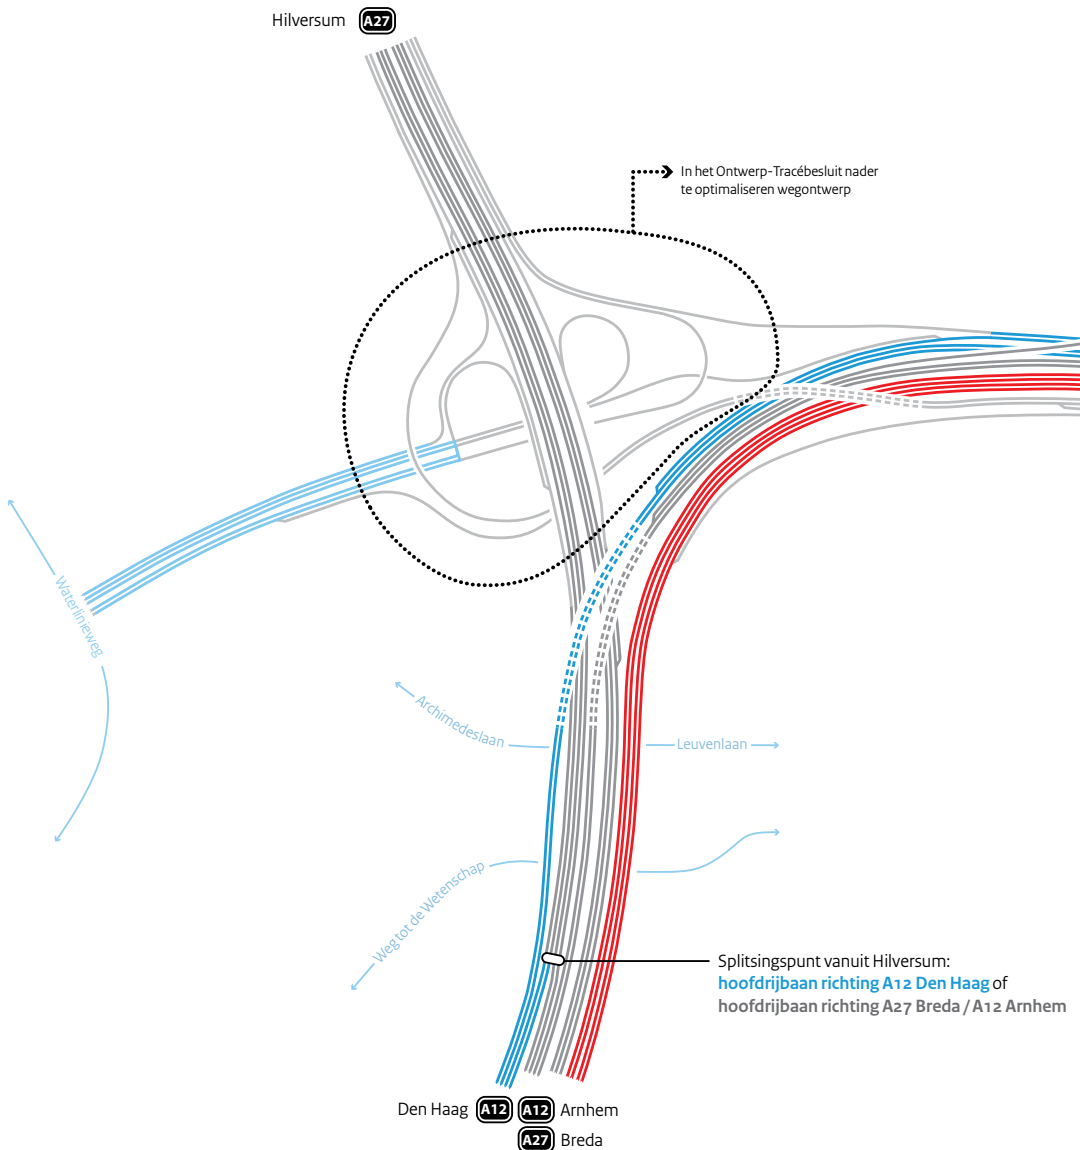 Hilversum A27
In het Ontwerp-Tracébesluit nader
te optimaliseren wegontwerp
Waterlinieweg
Archimedeslaan
Leuvenlaan
Weg tot de Wetenschap
Splitsingspunt vanuit Hilversum:
hoofdrijbaan richting A12 Den Haag of
hoofdrijbaan richting A27 Breda / A12 Arnhem
Den Haag A12 A12 Arnhem
A27 Breda